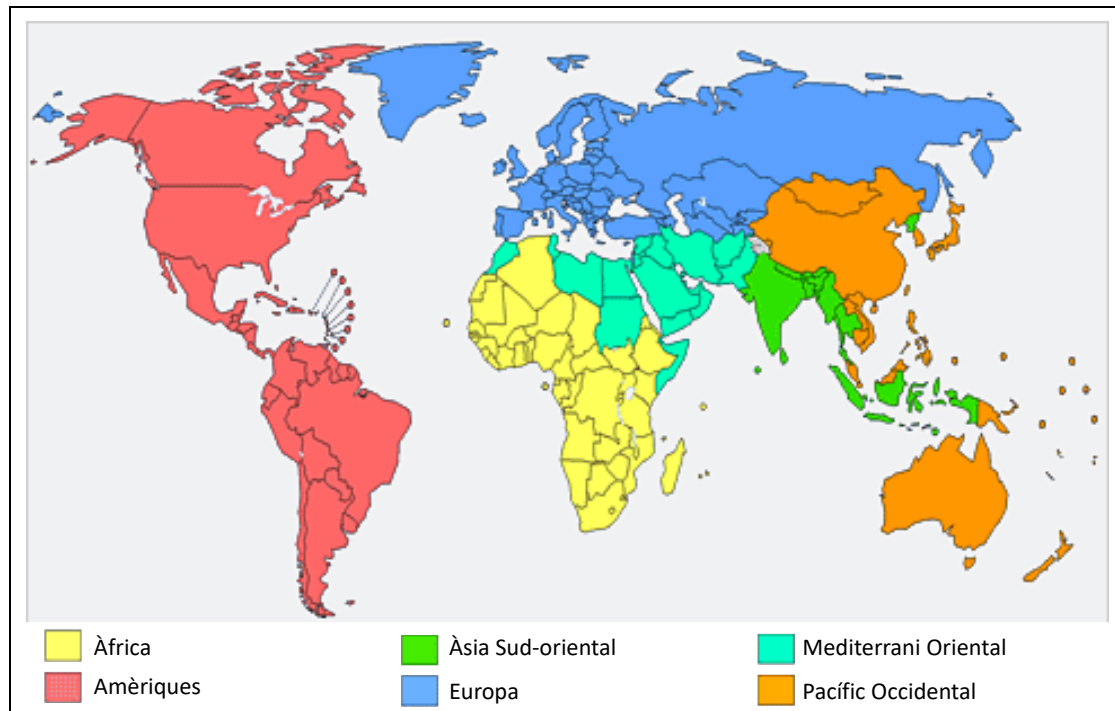 Àfrica
Àsia Sud-oriental
Mediterrani Oriental
Amèriques
Europa
Pacífic Occidental